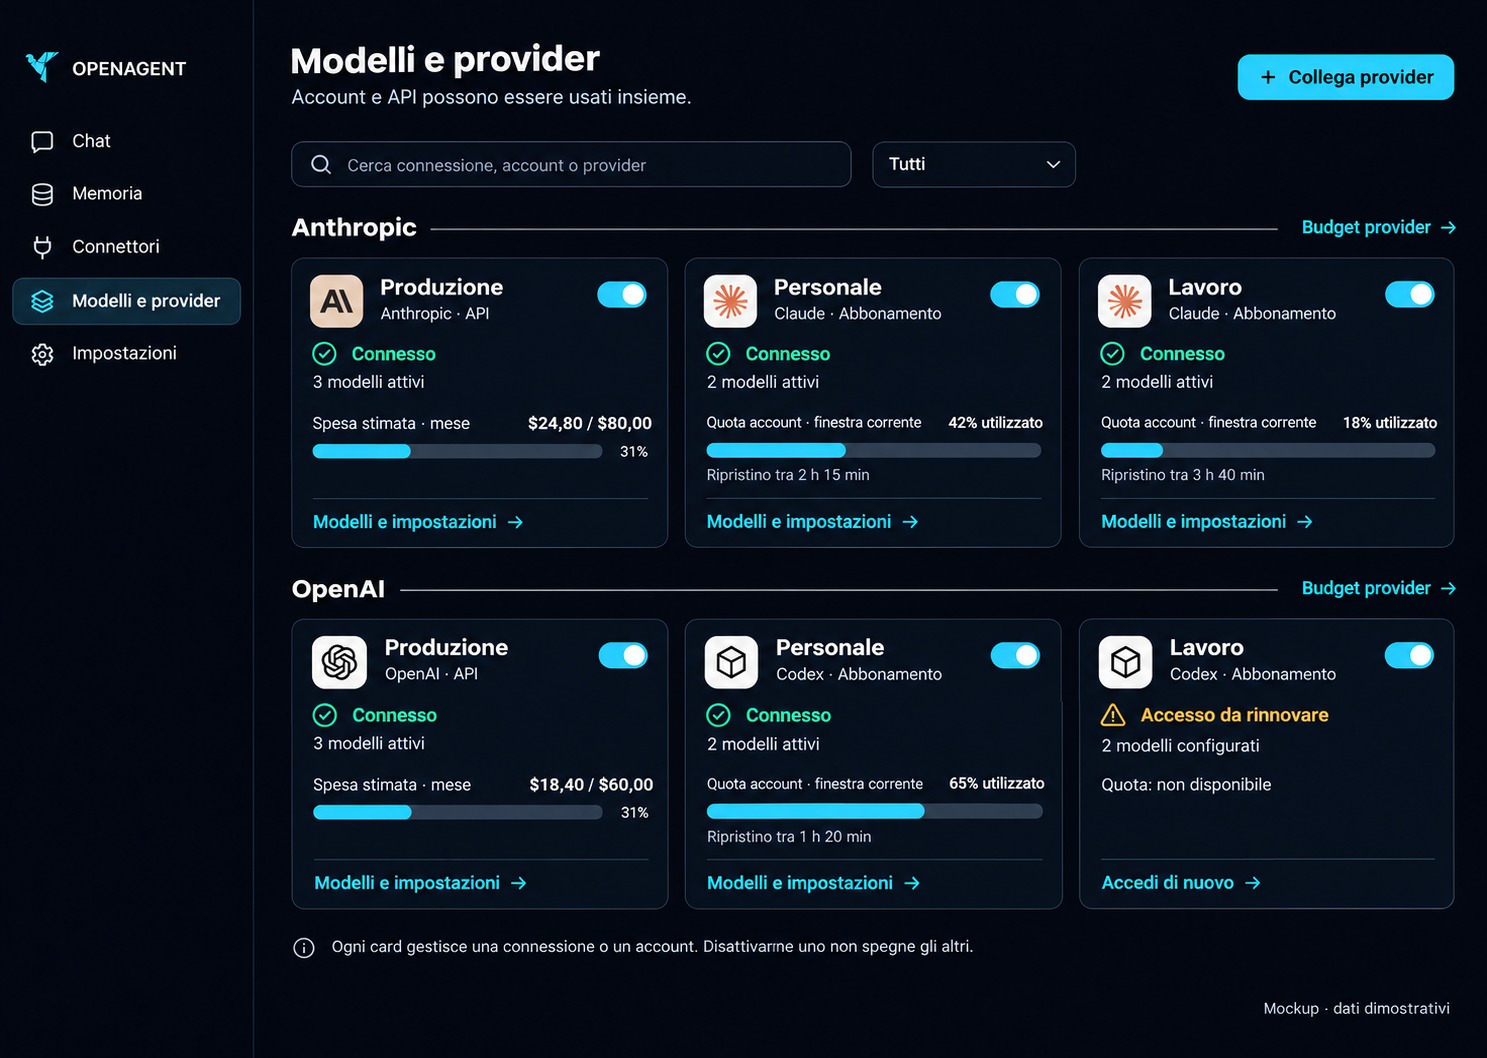 OPENAGENT
Chat
Memoria
Connettori
Modelli e provider
Impostazioni
Modelli e provider
Account e API possono essere usati insieme.
+ Collega provider
Cerca connessione, account o provider
Tutti
Anthropic
Budget provider →
Produzione
Anthropic · API
Connesso
3 modelli attivi
Spesa stimata · mese $24,80 / $80,00
31%
Modelli e impostazioni →
Personale
Claude · Abbonamento
Connesso
2 modelli attivi
Quota account · finestra corrente 42% utilizzato
Ripristino tra 2 h 15 min
Modelli e impostazioni →
Lavoro
Claude · Abbonamento
Connesso
2 modelli attivi
Quota account · finestra corrente 18% utilizzato
Ripristino tra 3 h 40 min
Modelli e impostazioni →
OpenAI
Budget provider →
Produzione
OpenAI · API
Connesso
3 modelli attivi
Spesa stimata · mese $18,40 / $60,00
31%
Modelli e impostazioni →
Personale
Codex · Abbonamento
Connesso
2 modelli attivi
Quota account · finestra corrente 65% utilizzato
Ripristino tra 1 h 20 min
Modelli e impostazioni →
Lavoro
Codex · Abbonamento
Accesso da rinnovare
2 modelli configurati
Quota: non disponibile
Accedi di nuovo →
Ogni card gestisce una connessione o un account. Disattivarne uno non spegne gli altri.
Mockup · dati dimostrativi